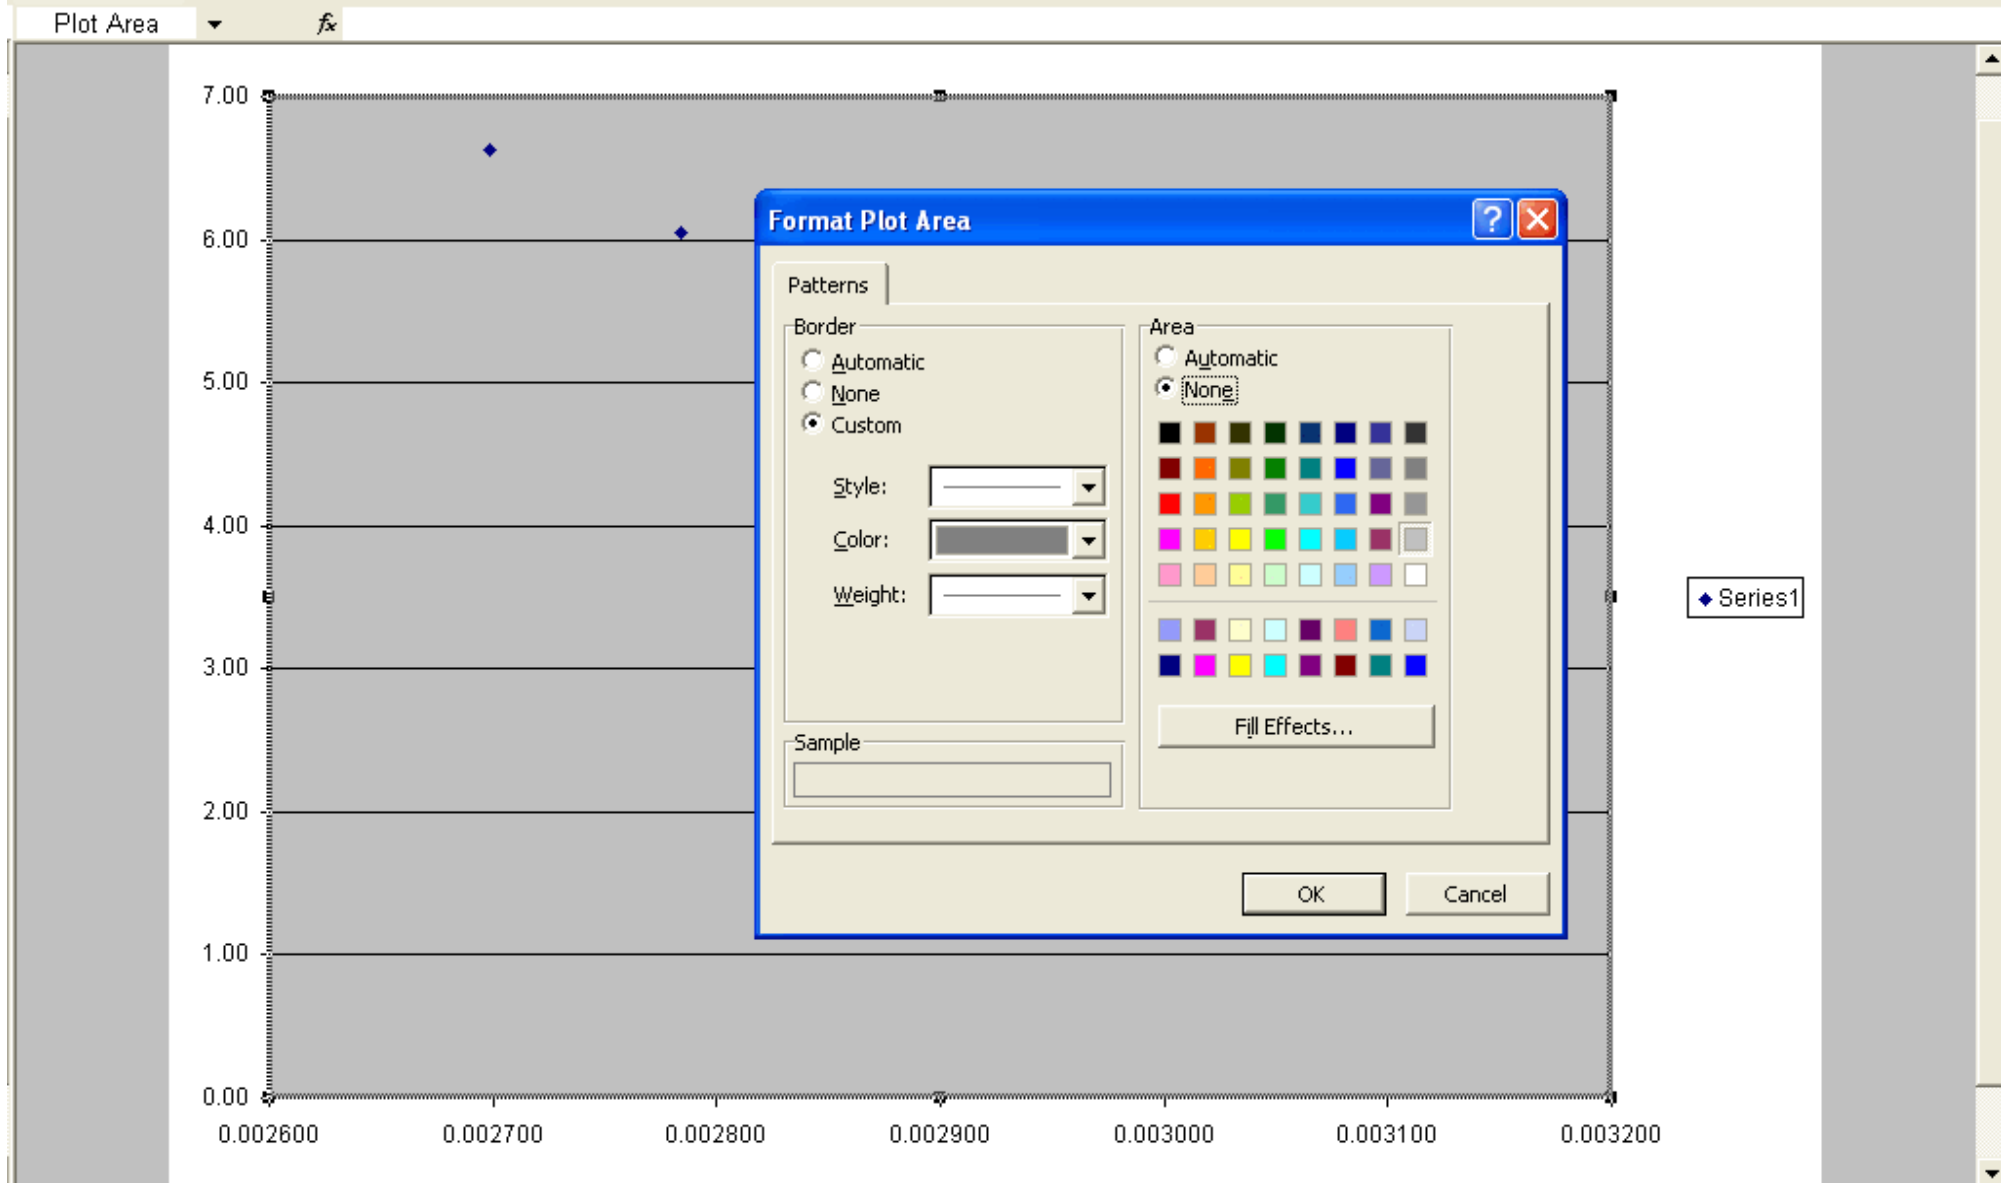 Plot Area
fx
7.00
6.00
5.00
4.00
3.00
2.00
1.00
0.00
0.002600 0.002700 0.002800 0.002900 0.003000 0.003100 0.003200
Series1
Format Plot Area
?
Patterns
Border
Automatic
None
Custom
Style:
Color:
Weight:
Sample
Area
Automatic
None
Fill Effects...
OK Cancel